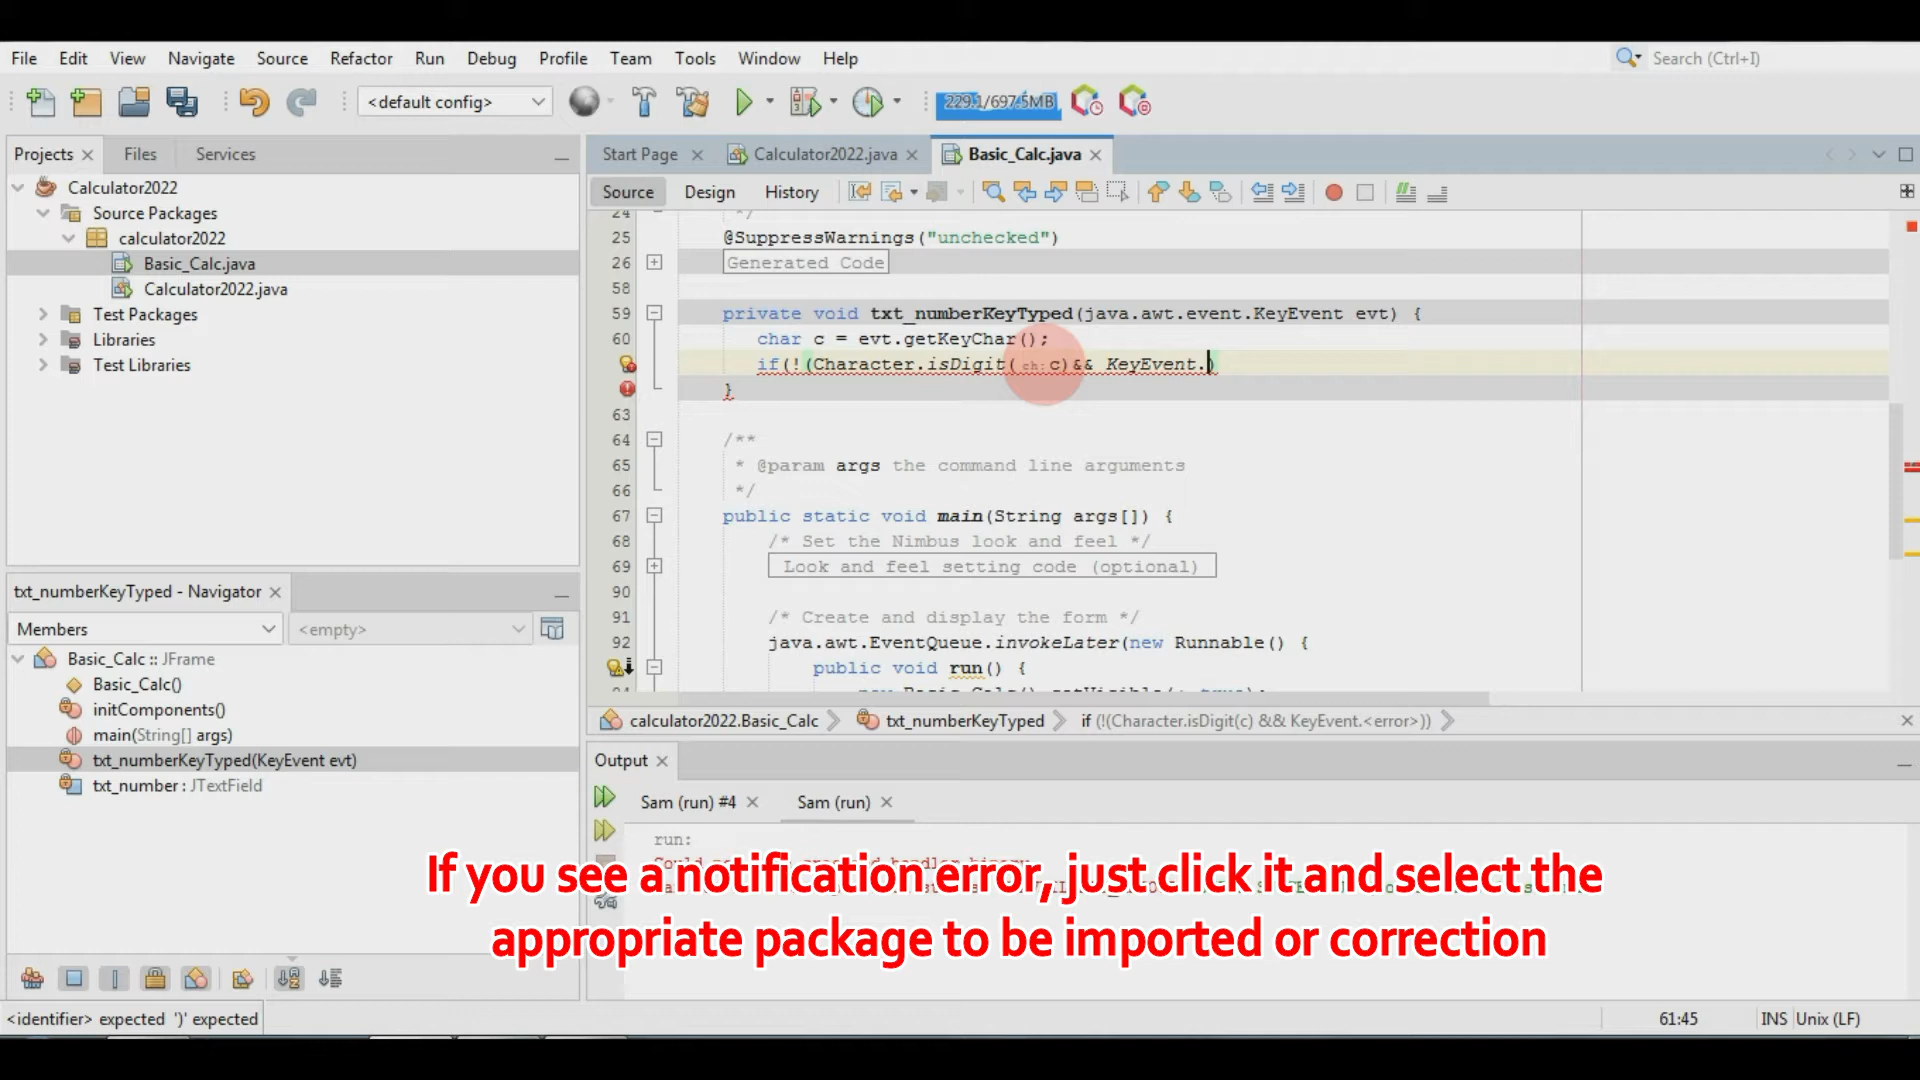 File Edit View Navigate Source Refactor Run Debug Profile Team Tools Window Help
Search (Ctrl+I)
<default config>
229.1/697.5MB
Projects
Files
Services
Calculator2022
Source Packages
calculator2022
Basic_Calc.java
Calculator2022.java
Test Packages
Libraries
Test Libraries
Start Page
Calculator2022.java
Basic_Calc.java
Source
Design
History
24 */
25 @SuppressWarnings("unchecked")
26 Generated Code
58
59 private void txt_numberKeyTyped(java.awt.event.KeyEvent evt) {
60 char c = evt.getKeyChar();
if(!(Character.isDigit(ch:c)&& KeyEvent.)
}
63
64 /**
65 * @param args the command line arguments
66 */
67 public static void main(String args[]) {
68 /* Set the Nimbus look and feel */
69 Look and feel setting code (optional)
90
91 /* Create and display the form */
92 java.awt.EventQueue.invokeLater(new Runnable() {
public void run() {
txt_numberKeyTyped - Navigator
Members
<empty>
Basic_Calc :: JFrame
Basic_Calc()
initComponents()
main(String[] args)
txt_numberKeyTyped(KeyEvent evt)
txt_number : JTextField
calculator2022.Basic_Calc
txt_numberKeyTyped
if (!(Character.isDigit(c) && KeyEvent.<error>))
Output
Sam (run) #4
Sam (run)
run:
If you see a notification error, just click it and select the
appropriate package to be imported or correction
<identifier> expected ')' expected
61:45
INS
Unix (LF)